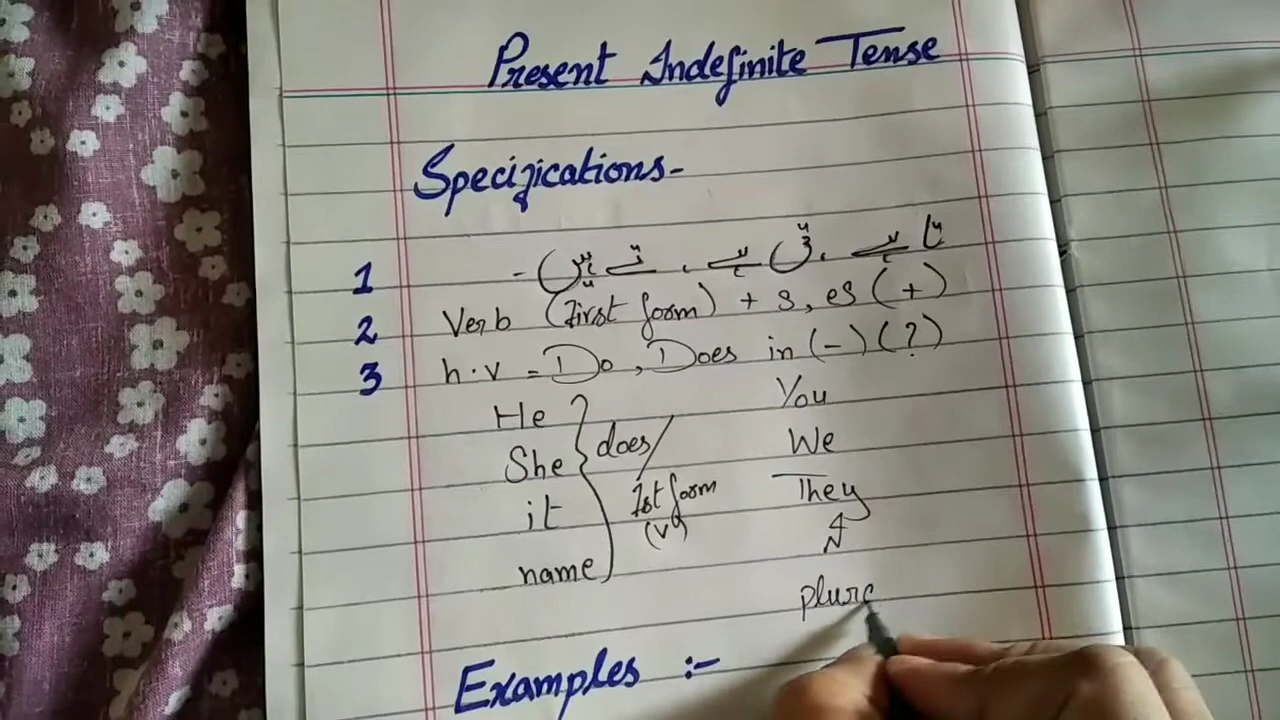 Present Indefinite Tense
Specifications-
1 تا ہے ، تی ہے ، تے ہیں -
2 Verb (First form) + s, es (+)
3 h.v = Do, Does in (-) (?)
He You
She does/ We
it 1st form They
(v) I
name plura
Examples :-